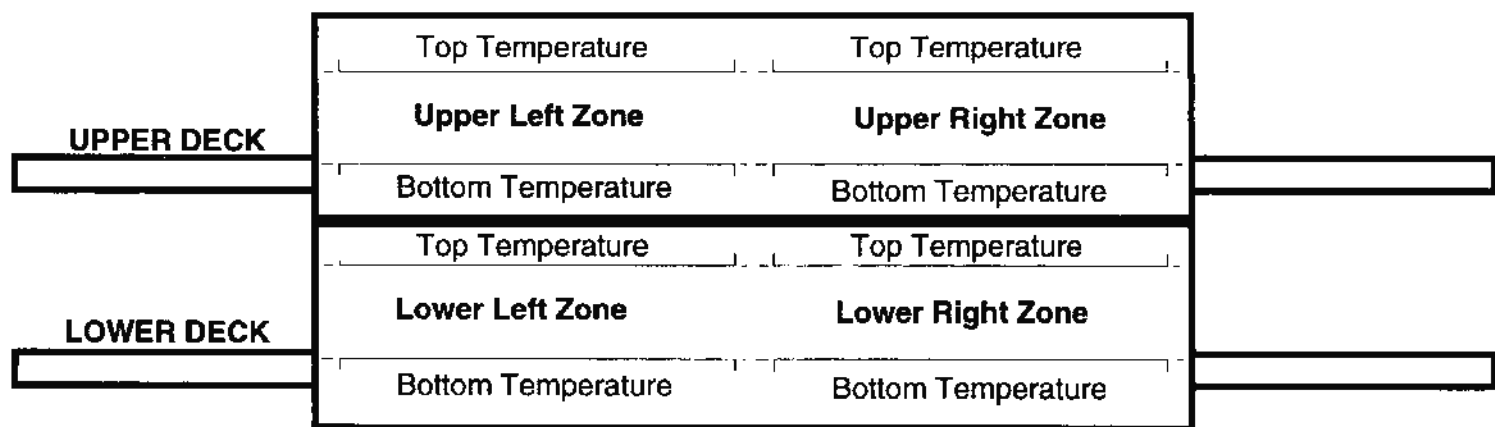 Top Temperature Top Temperature
Upper Left Zone Upper Right Zone
UPPER DECK
Bottom Temperature Bottom Temperature
Top Temperature Top Temperature
Lower Left Zone Lower Right Zone
LOWER DECK
Bottom Temperature Bottom Temperature